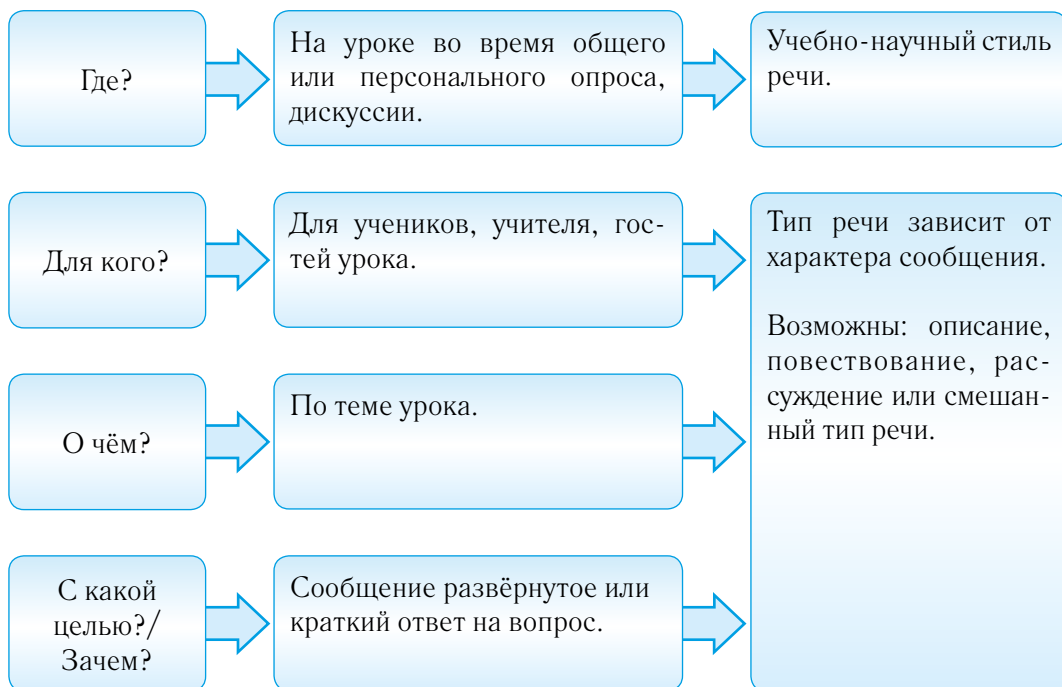 Где?
На уроке во время общего
или персонального опроса,
дискуссии.
Учебно-научный стиль
речи.
Для кого?
Для учеников, учителя, гос-
тей урока.
Тип речи зависит от
характера сообщения.
Возможны: описание,
повествование, рас-
суждение или смешан-
ный тип речи.
О чём?
По теме урока.
С какой
целью?/
Зачем?
Сообщение развёрнутое или
краткий ответ на вопрос.